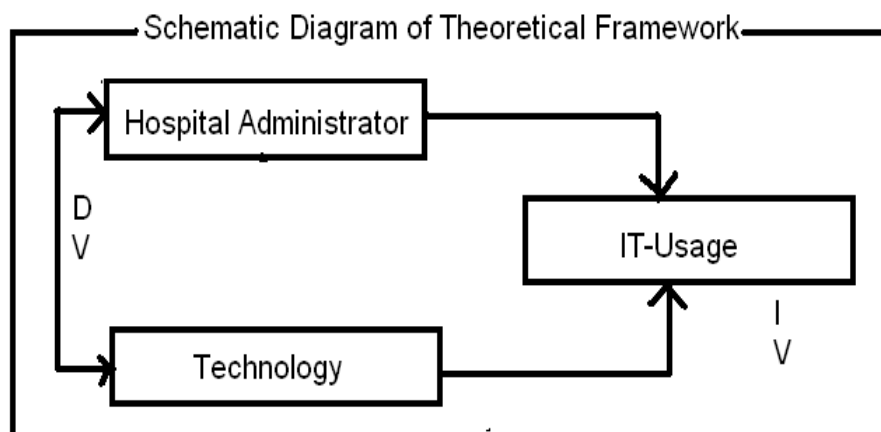 Schematic Diagram of Theoretical Framework
Hospital Administrator
D
V
IT-Usage
I
V
Technology